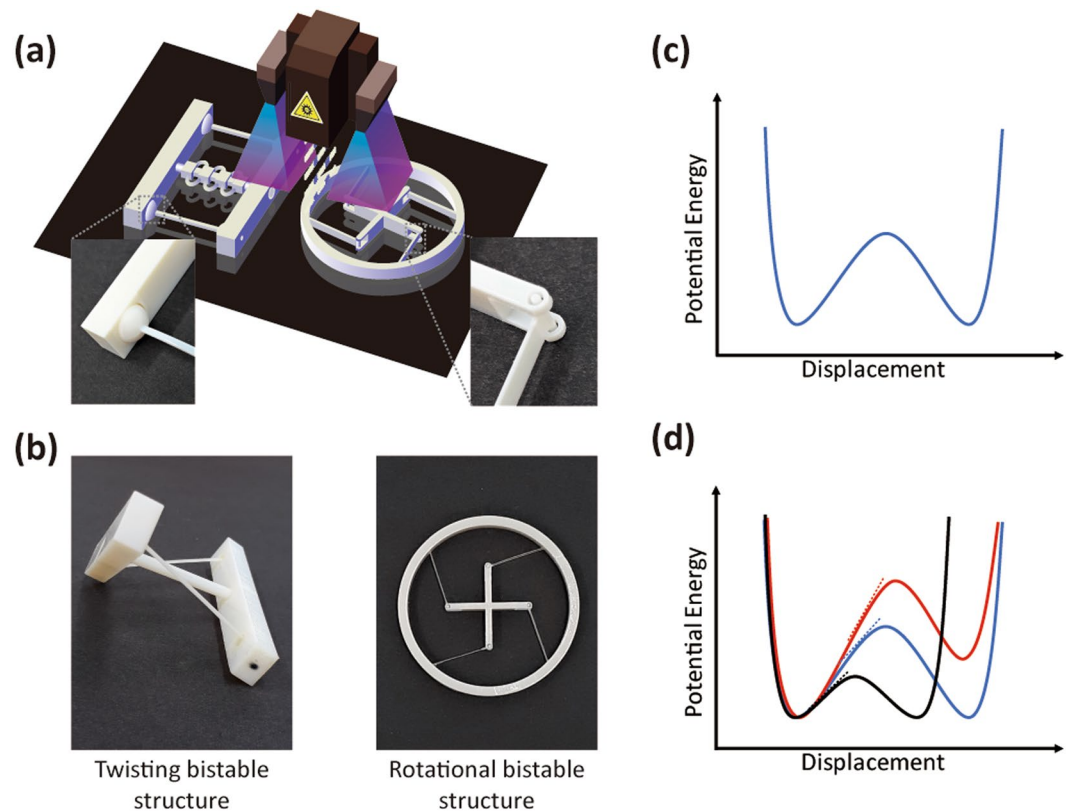 (a)
(b)
Twisting bistable
structure
Rotational bistable
structure
(c)
Potential Energy
Displacement
(d)
Potential Energy
Displacement